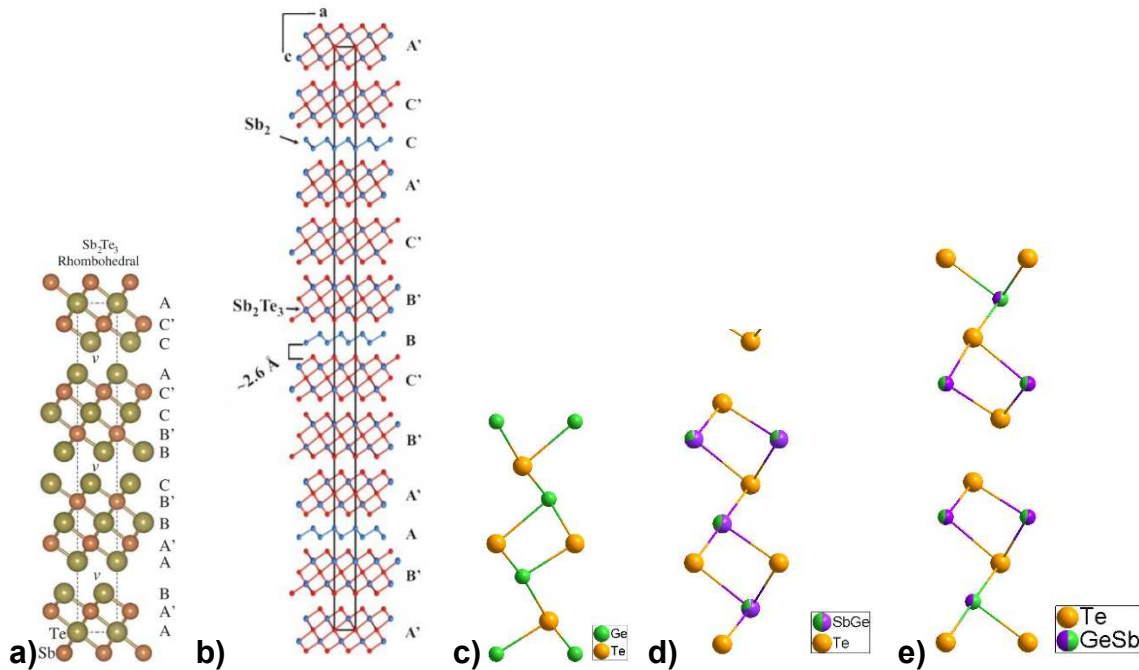 a)
Sb2Te3
Rhombohedral
A
C'
C
v
A
C'
C
B'
B
v
C
B'
B
A'
A
v
B
A'
Te
A
Sb
b)
a
c
A'
C'
Sb2
C
A'
C'
Sb2Te3
B'
B
~2.6 Å
C'
B'
A'
A
B'
A'
c)
Ge
Te
d)
SbGe
Te
e)
Te
GeSb